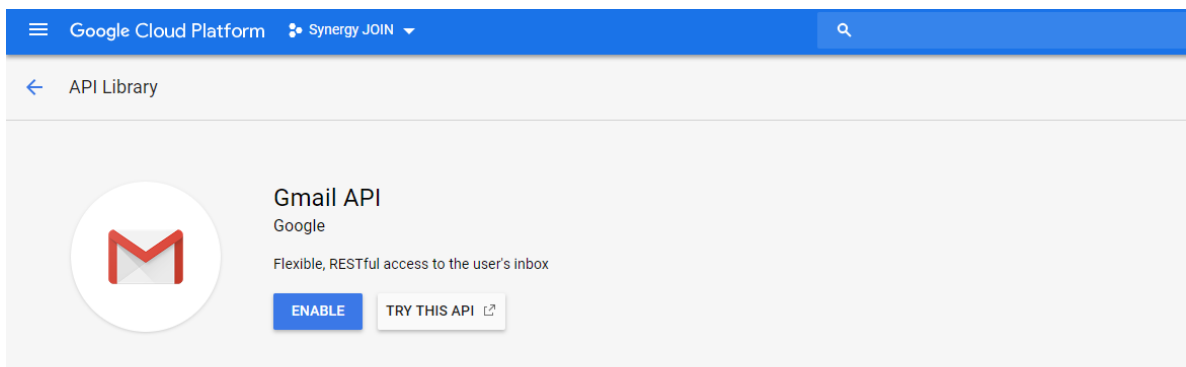 Google Cloud Platform Synergy JOIN
API Library
Gmail API
Google
Flexible, RESTful access to the user's inbox
ENABLE TRY THIS API